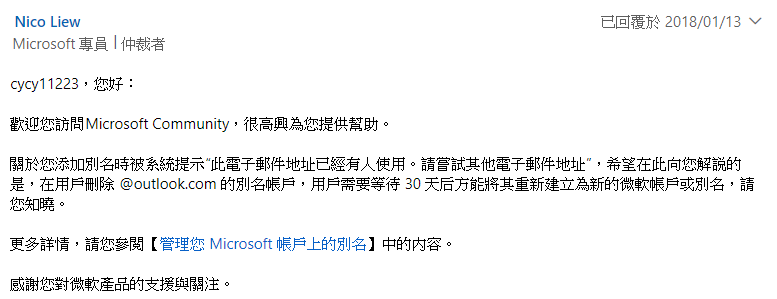 Nico Liew
已回覆於 2018/01/13
Microsoft 專員 | 仲裁者
cycy11223，您好：
歡迎您訪問Microsoft Community，很高興為您提供幫助。
關於您添加別名時被系統提示“此電子郵件地址已經有人使用。請嘗試其他電子郵件地址”，希望在此向您解說的
是，在用戶刪除 @outlook.com 的別名帳戶，用戶需要等待 30 天后方能將其重新建立為新的微軟帳戶或別名，請
您知曉。
更多詳情，請您參閱【管理您 Microsoft 帳戶上的別名】中的內容。
感謝您對微軟產品的支援與關注。